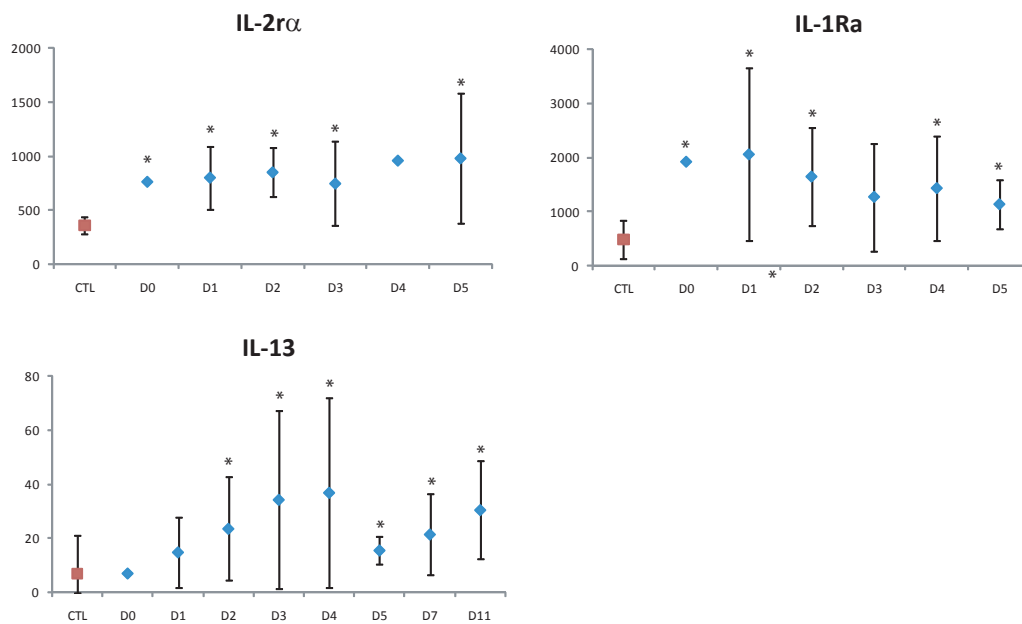 IL-2rα
2000
1500
1000
500
0
* * * * *
CTL D0 D1 D2 D3 D4 D5
IL-1Ra
4000
3000
2000
1000
0
* * * * *
CTL D0 D1 D2 D3 D4 D5
*
IL-13
80
60
40
20
0
* * * * * *
CTL D0 D1 D2 D3 D4 D5 D7 D11